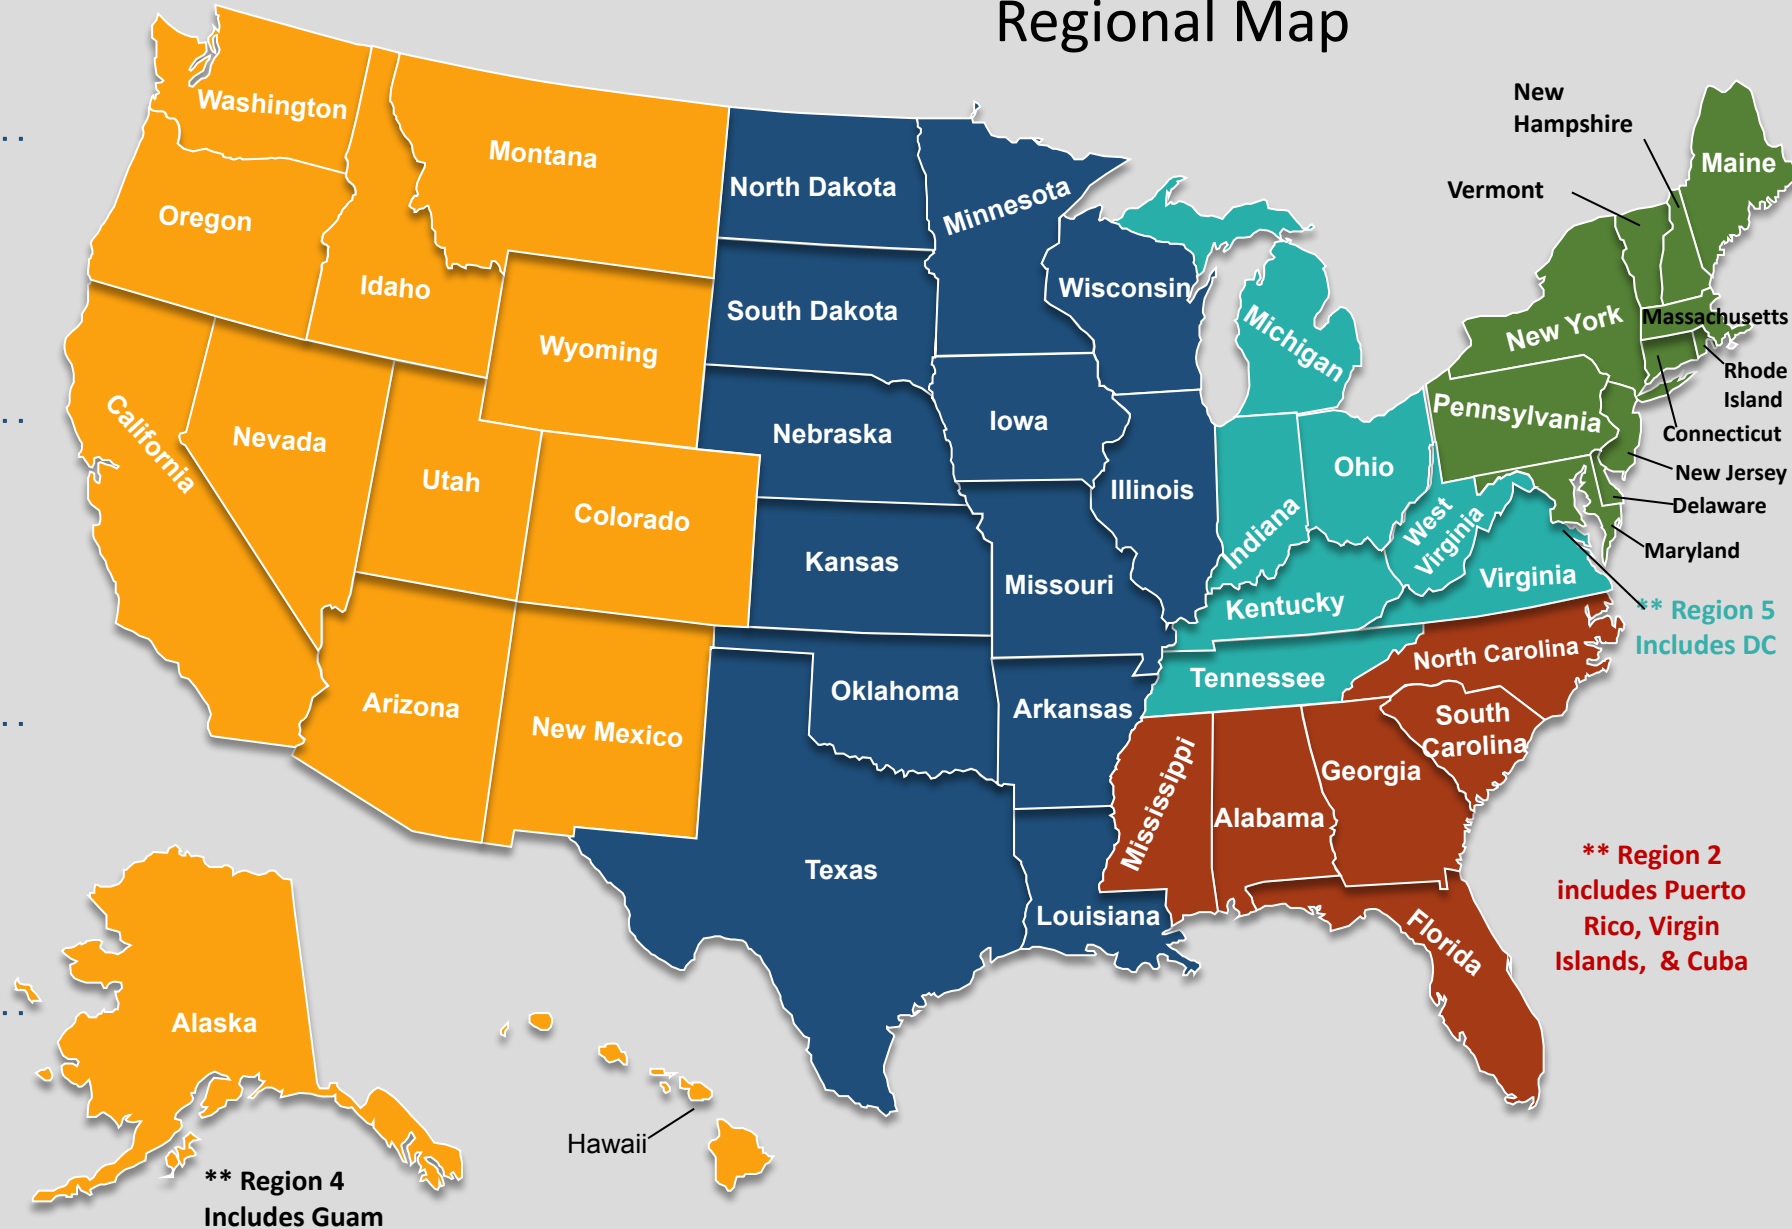 Regional Map
Washington
Oregon
Idaho
Montana
Wyoming
California
Nevada
Utah
Colorado
Arizona
New Mexico
Alaska
Hawaii
** Region 4
Includes Guam
North Dakota
South Dakota
Nebraska
Kansas
Oklahoma
Texas
Minnesota
Iowa
Missouri
Arkansas
Louisiana
Wisconsin
Illinois
Michigan
Indiana
Ohio
Kentucky
Tennessee
West
Virginia
Virginia
** Region 5
Includes DC
North Carolina
South
Carolina
Georgia
Alabama
Mississippi
Florida
** Region 2
includes Puerto
Rico, Virgin
Islands, & Cuba
New
Hampshire
Vermont
Maine
New York
Massachusetts
Rhode
Island
Connecticut
Pennsylvania
New Jersey
Delaware
Maryland